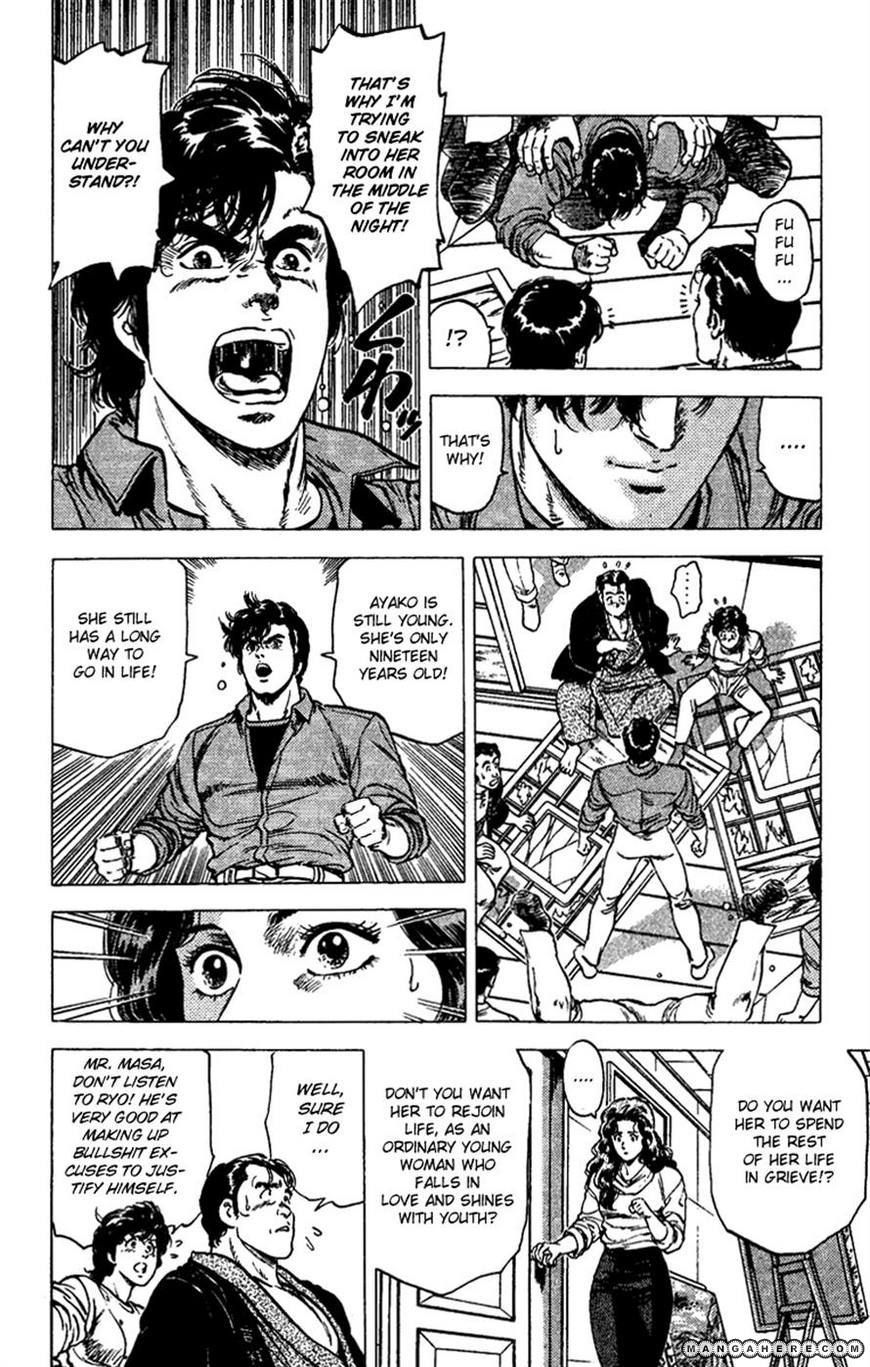 FU
FU
FU
...
!?
....
THAT'S
WHY!
THAT'S
WHY I'M
TRYING
TO SNEAK
INTO HER
ROOM IN
THE MIDDLE
OF THE
NIGHT!
WHY
CAN'T YOU
UNDER-
STAND?!
くわッ
....
AYAKO IS
STILL YOUNG.
SHE'S ONLY
NINETEEN
YEARS OLD!
SHE STILL
HAS A LONG
WAY TO
GO IN LIFE!
DO YOU WANT
HER TO SPEND
THE REST
OF HER LIFE
IN GRIEVE!?
....
DON'T YOU WANT
HER TO REJOIN
LIFE, AS AN
ORDINARY YOUNG
WOMAN WHO
FALLS IN
LOVE AND SHINES
WITH YOUTH?
WELL,
SURE
I DO
...
MR. MASA,
DON'T LISTEN
TO RYO! HE'S
VERY GOOD AT
MAKING UP
BULLSHIT EX-
CUSES TO JUS-
TIFY HIMSELF.
MANGAHERE.COM